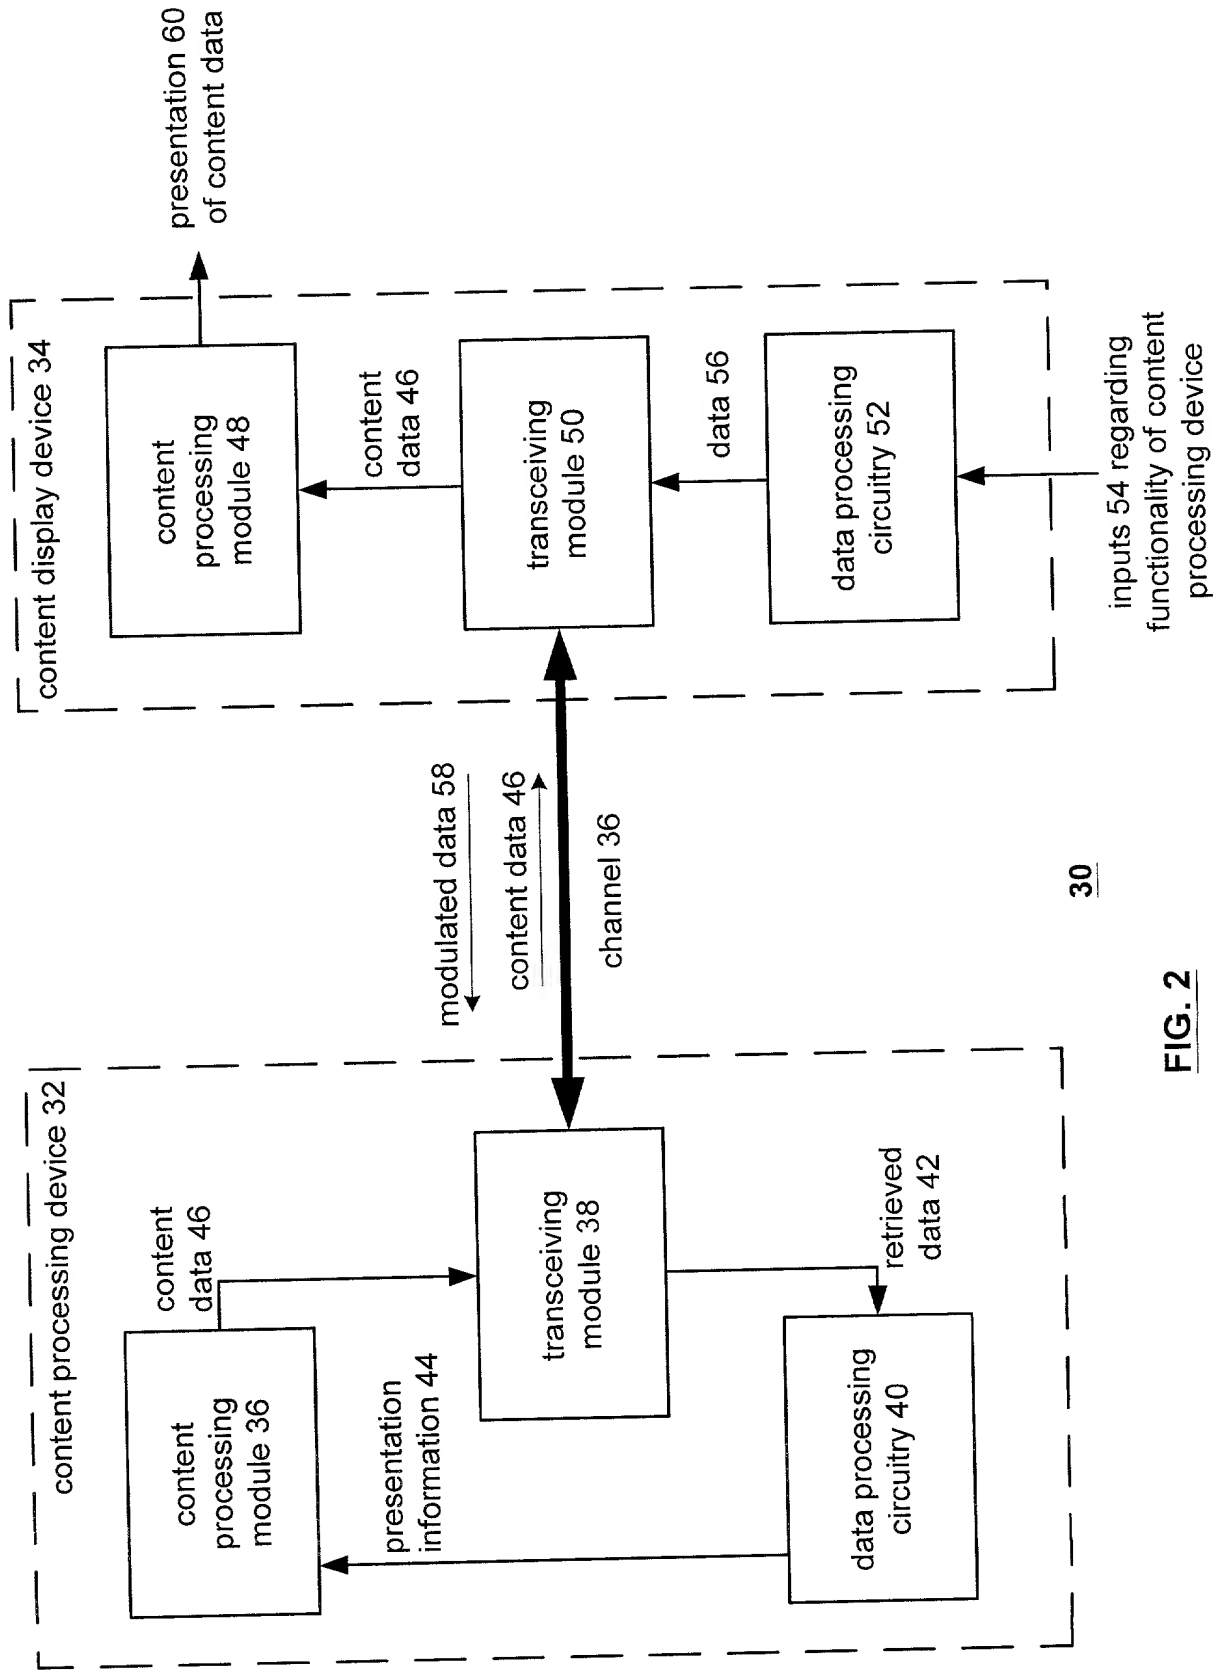 content processing device 32
content
processing
module 36
content
data 46
presentation
information 44
transceiving
module 38
retrieved
data 42
data processing
circuitry 40
modulated data 58
content data 46
channel 36
content display device 34
content
processing
module 48
presentation 60
of content data
content
data 46
transceiving
module 50
data 56
data processing
circuitry 52
inputs 54 regarding
functionality of content
processing device
30
FIG. 2